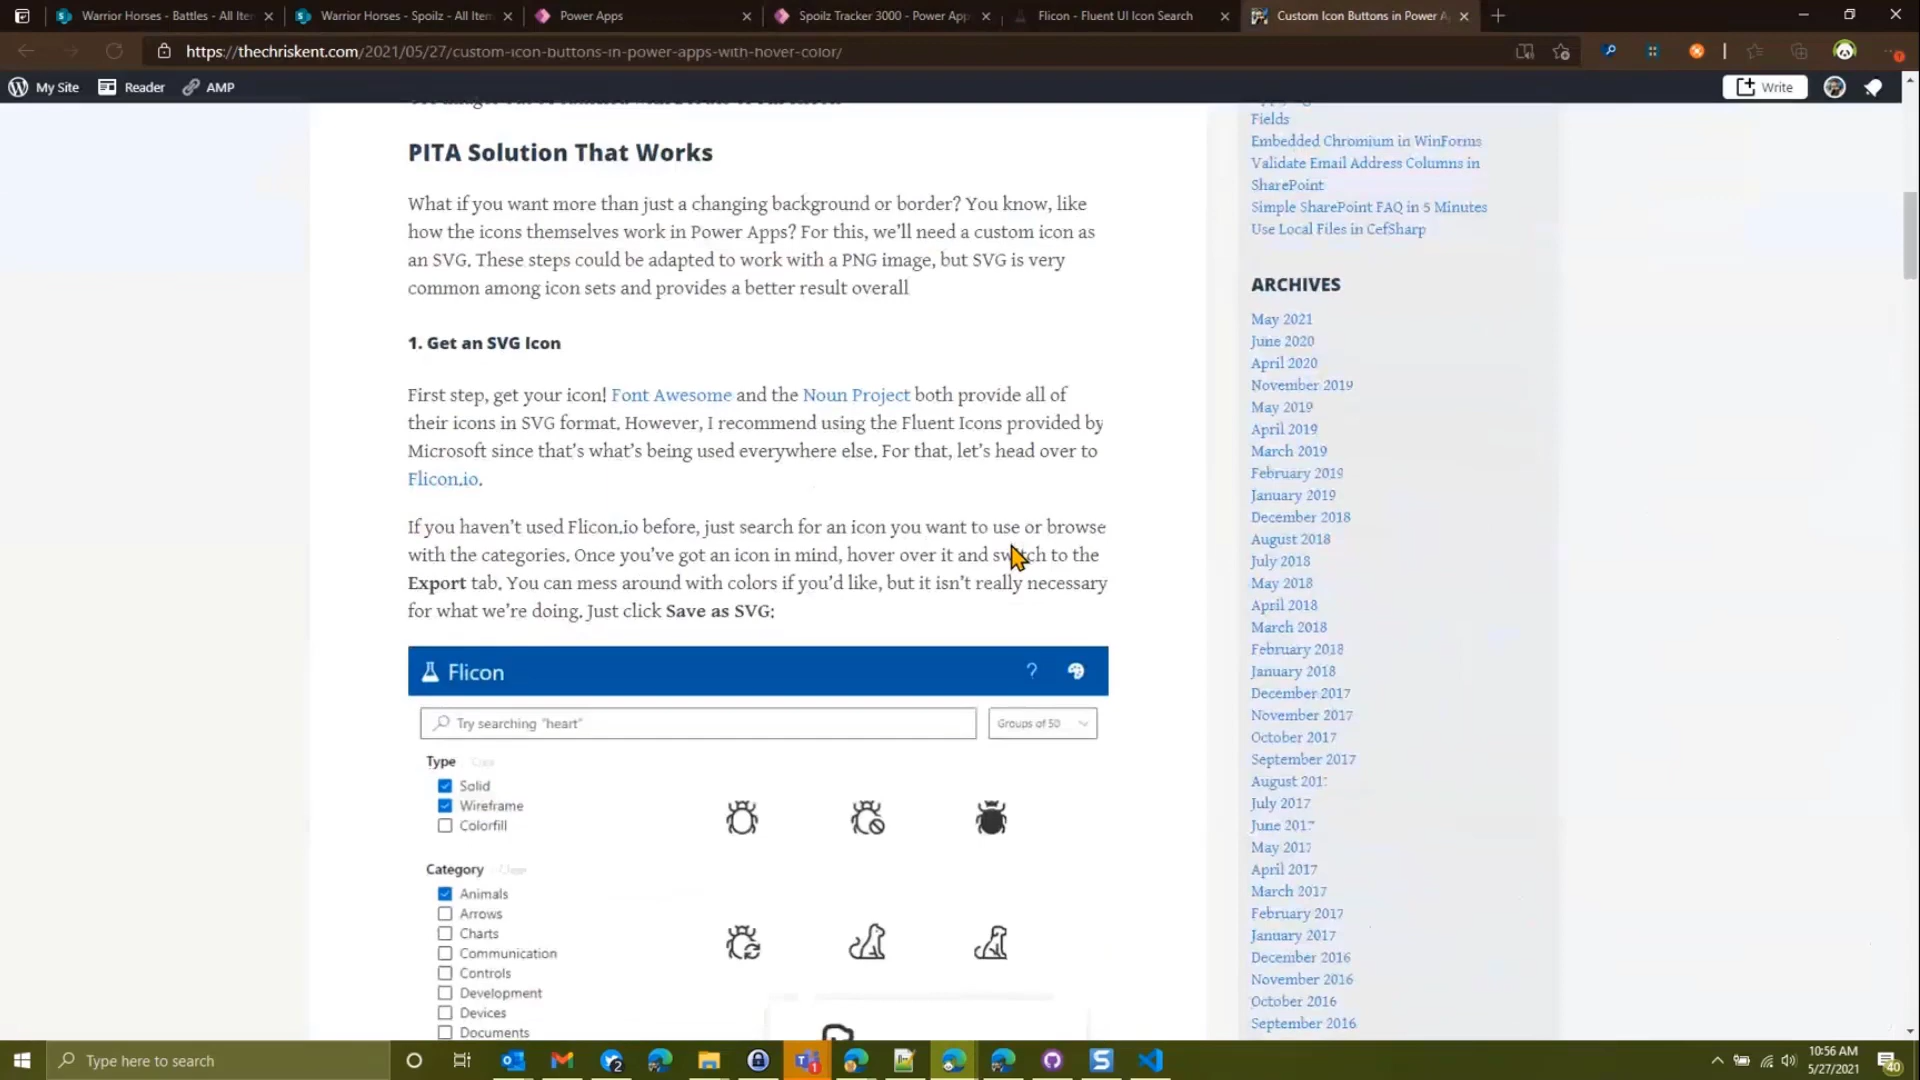 Warrior Horses - Battles - All Iten
Warrior Horses - Spoilz - All Item
Power Apps
Spoilz Tracker 3000 - Power App
Flicon - Fluent UI Icon Search
Custom Icon Buttons in Power A
https://thechriskent.com/2021/05/27/custom-icon-buttons-in-power-apps-with-hover-color/
My Site
Reader
AMP
Write
PITA Solution That Works
What if you want more than just a changing background or border? You know, like
how the icons themselves work in Power Apps? For this, we'll need a custom icon as
an SVG. These steps could be adapted to work with a PNG image, but SVG is very
common among icon sets and provides a better result overall
1. Get an SVG Icon
First step, get your icon! Font Awesome and the Noun Project both provide all of
their icons in SVG format. However, I recommend using the Fluent Icons provided by
Microsoft since that's what's being used everywhere else. For that, let's head over to
Flicon.io.
If you haven't used Flicon.io before, just search for an icon you want to use or browse
with the categories. Once you've got an icon in mind, hover over it and switch to the
Export tab. You can mess around with colors if you'd like, but it isn't really necessary
for what we're doing. Just click Save as SVG:
Flicon
?
Try searching "heart"
Groups of 50
Type
Solid
Wireframe
Colorfill
Category
Clear
Animals
Arrows
Charts
Communication
Controls
Development
Devices
Documents
Fields
Embedded Chromium in WinForms
Validate Email Address Columns in
SharePoint
Simple SharePoint FAQ in 5 Minutes
Use Local Files in CefSharp
ARCHIVES
May 2021
June 2020
April 2020
November 2019
May 2019
April 2019
March 2019
February 2019
January 2019
December 2018
August 2018
July 2018
May 2018
April 2018
March 2018
February 2018
January 2018
December 2017
November 2017
October 2017
September 2017
August 2017
July 2017
June 2017
May 2017
April 2017
March 2017
February 2017
January 2017
December 2016
November 2016
October 2016
September 2016
Type here to search
10:56 AM
5/27/2021
40